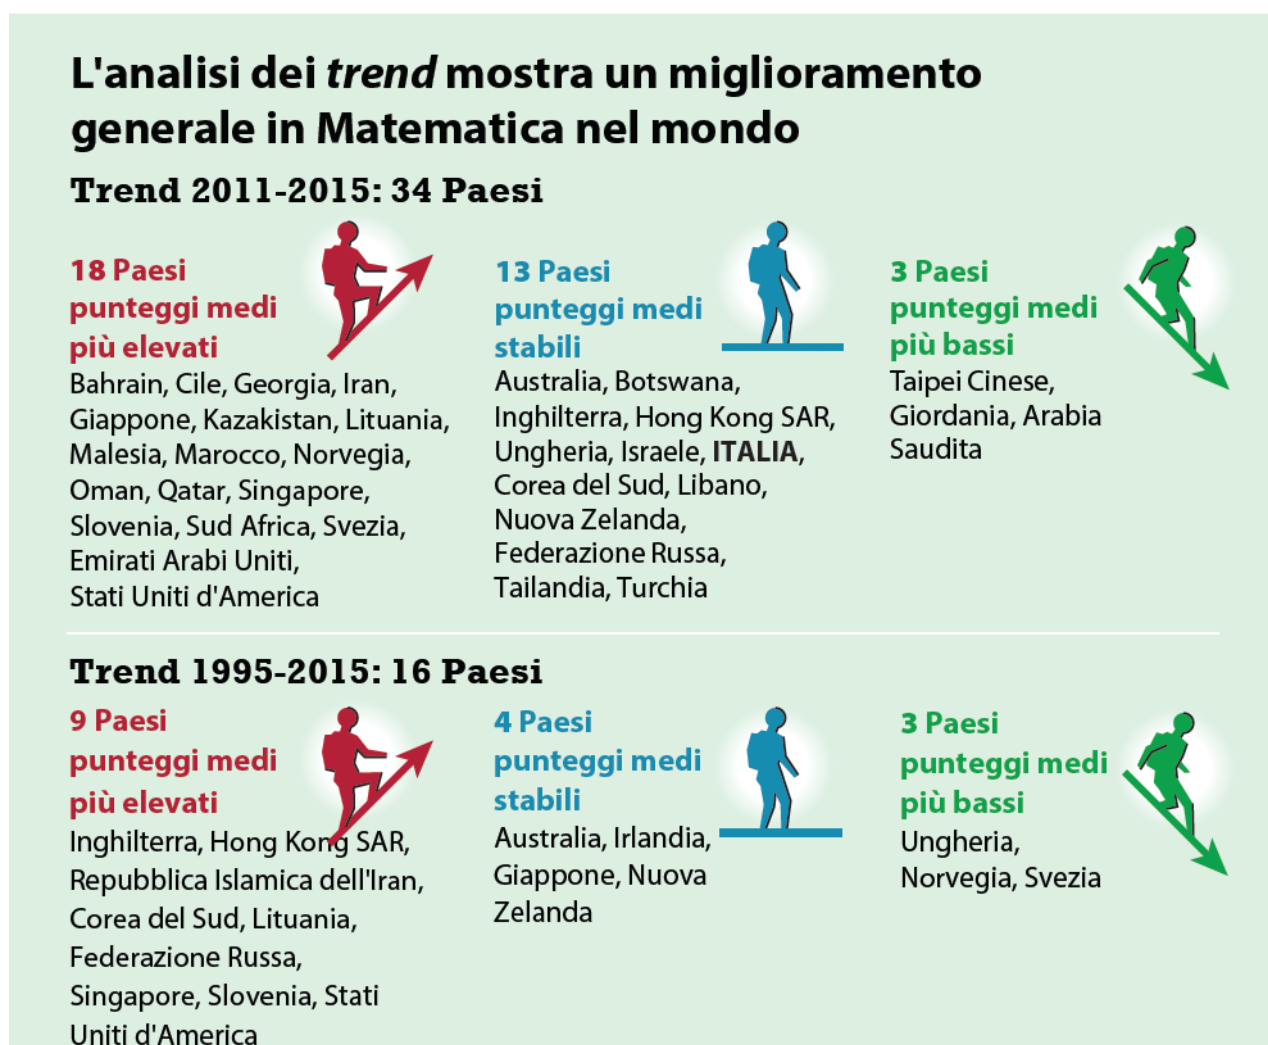 L'analisi dei trend mostra un miglioramento
generale in Matematica nel mondo
Trend 2011-2015: 34 Paesi
18 Paesi
punteggi medi
più elevati
Bahrain, Cile, Georgia, Iran,
Giappone, Kazakistan, Lituania,
Malesia, Marocco, Norvegia,
Oman, Qatar, Singapore,
Slovenia, Sud Africa, Svezia,
Emirati Arabi Uniti,
Stati Uniti d'America
13 Paesi
punteggi medi
stabili
Australia, Botswana,
Inghilterra, Hong Kong SAR,
Ungheria, Israele, ITALIA,
Corea del Sud, Libano,
Nuova Zelanda,
Federazione Russa,
Tailandia, Turchia
3 Paesi
punteggi medi
più bassi
Taipei Cinese,
Giordania, Arabia
Saudita
Trend 1995-2015: 16 Paesi
9 Paesi
punteggi medi
più elevati
Inghilterra, Hong Kong SAR,
Repubblica Islamica dell'Iran,
Corea del Sud, Lituania,
Federazione Russa,
Singapore, Slovenia, Stati
Uniti d'America
4 Paesi
punteggi medi
stabili
Australia, Irlandia,
Giappone, Nuova
Zelanda
3 Paesi
punteggi medi
più bassi
Ungheria,
Norvegia, Svezia